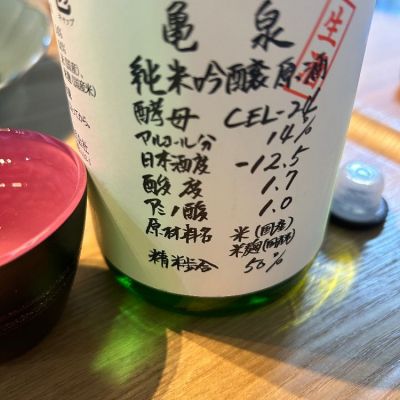 亀泉
生酒
純米吟醸原酒
酵母 CEL-24
アルコール分 14%
日本酒度 -12.5
酸度 1.7
アミノ酸 1.0
原材料名 米(国産)
米麹(国産米)
精米歩合 50%